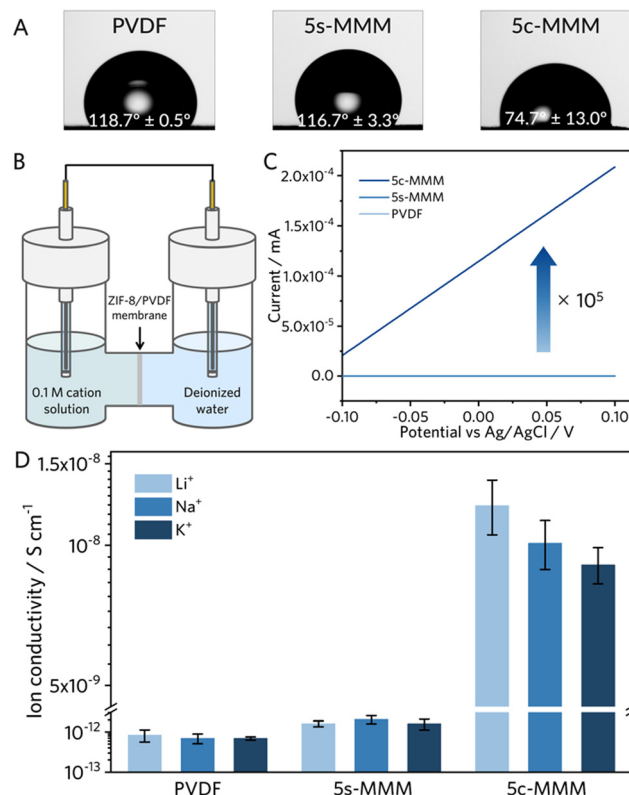 A
PVDF
5s-MMM
5c-MMM
118.7° ± 0.5°
116.7° ± 3.3°
74.7° ± 13.0°
B
ZIF-8/PVDF
membrane
0.1 M cation
solution
Deionized
water
C
5c-MMM
5s-MMM
PVDF
2.0x10⁻⁴
1.5x10⁻⁴
1.0x10⁻⁴
5.0x10⁻⁵
0.0
Current / mA
× 10⁵
-0.10
-0.05
0.00
0.05
0.10
Potential vs Ag/AgCl / V
D
Li⁺
Na⁺
K⁺
1.5x10⁻⁸
10⁻⁸
5x10⁻⁹
10⁻¹²
10⁻¹³
Ion conductivity / S cm⁻¹
PVDF
5s-MMM
5c-MMM